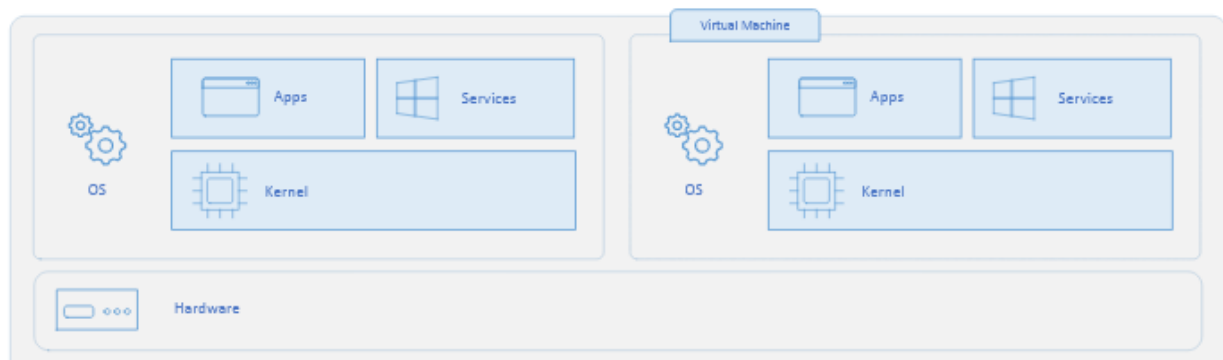 Virtual Machine
Apps
Services
OS
Kernel
Apps
Services
OS
Kernel
Hardware